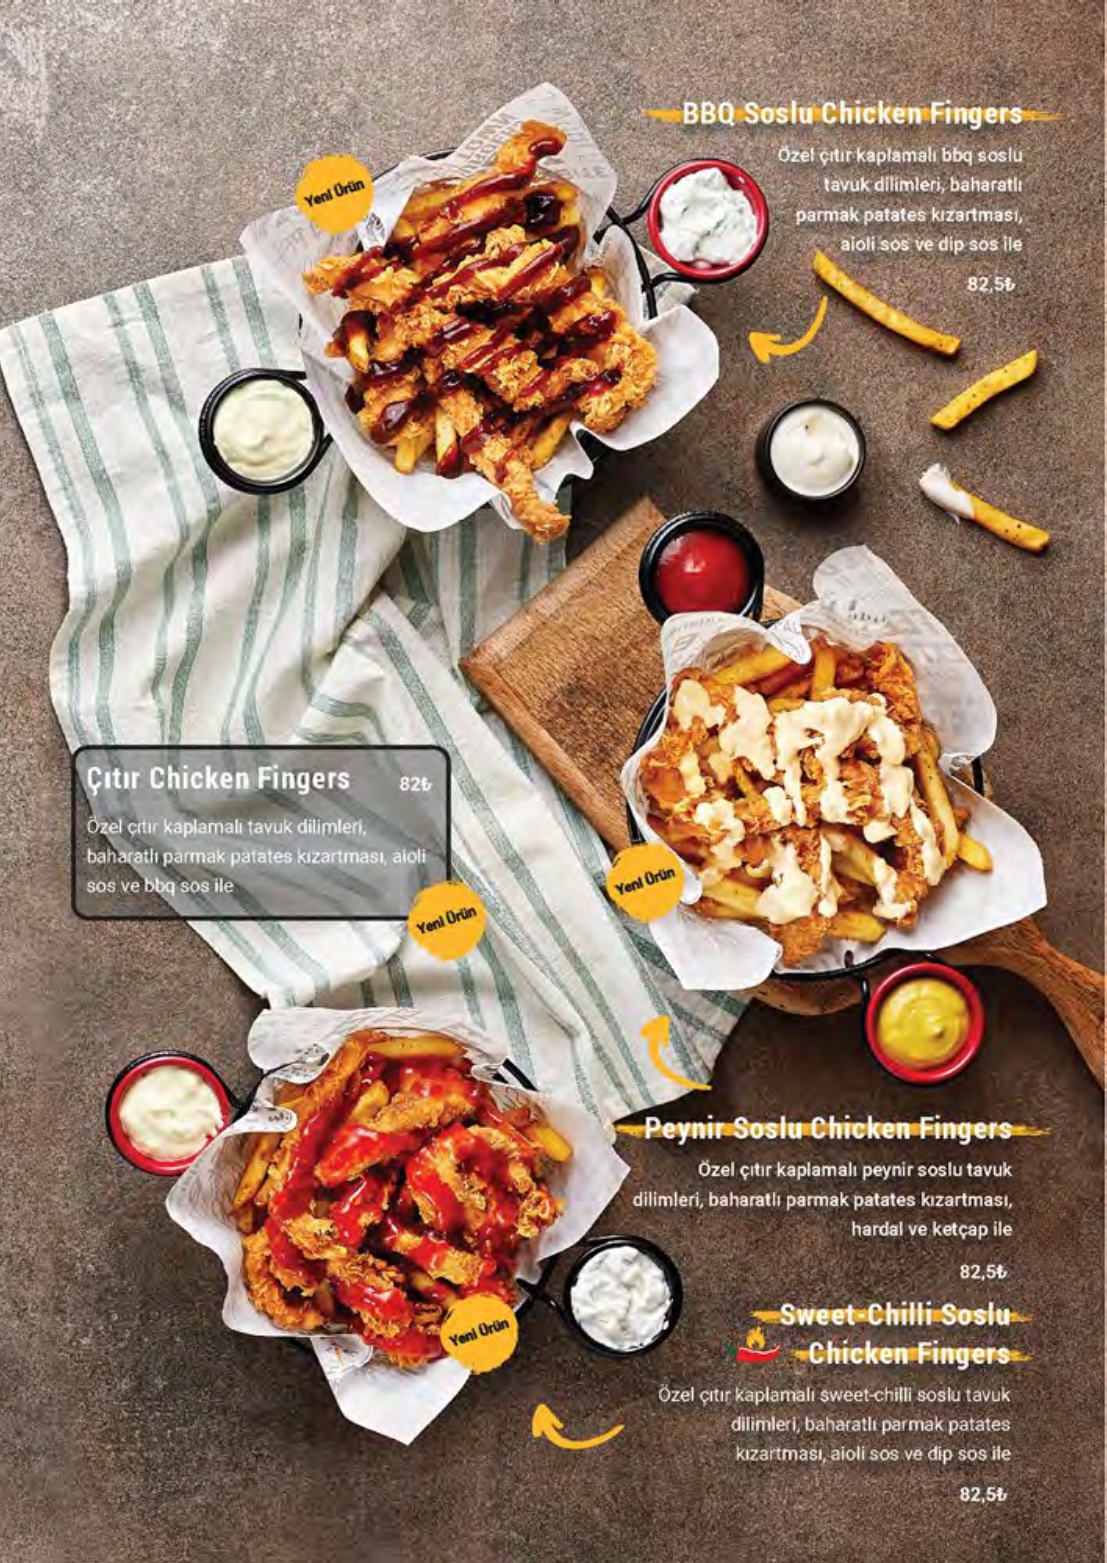 BBQ Soslu Chicken Fingers
Özel çıtır kaplamalı bbq soslu
tavuk dilimleri, baharatlı
parmak patates kızartması,
aioli sos ve dip sos ile
82,5₺
Yeni Ürün
Çıtır Chicken Fingers 82₺
Özel çıtır kaplamalı tavuk dilimleri,
baharatlı parmak patates kızartması, aioli
sos ve bbq sos ile
Yeni Ürün
Yeni Ürün
Peynir Soslu Chicken Fingers
Özel çıtır kaplamalı peynir soslu tavuk
dilimleri, baharatlı parmak patates kızartması,
hardal ve ketçap ile
82,5₺
Yeni Ürün
Sweet-Chilli Soslu
Chicken Fingers
Özel çıtır kaplamalı sweet-chilli soslu tavuk
dilimleri, baharatlı parmak patates
kızartması, aioli sos ve dip sos ile
82,5₺